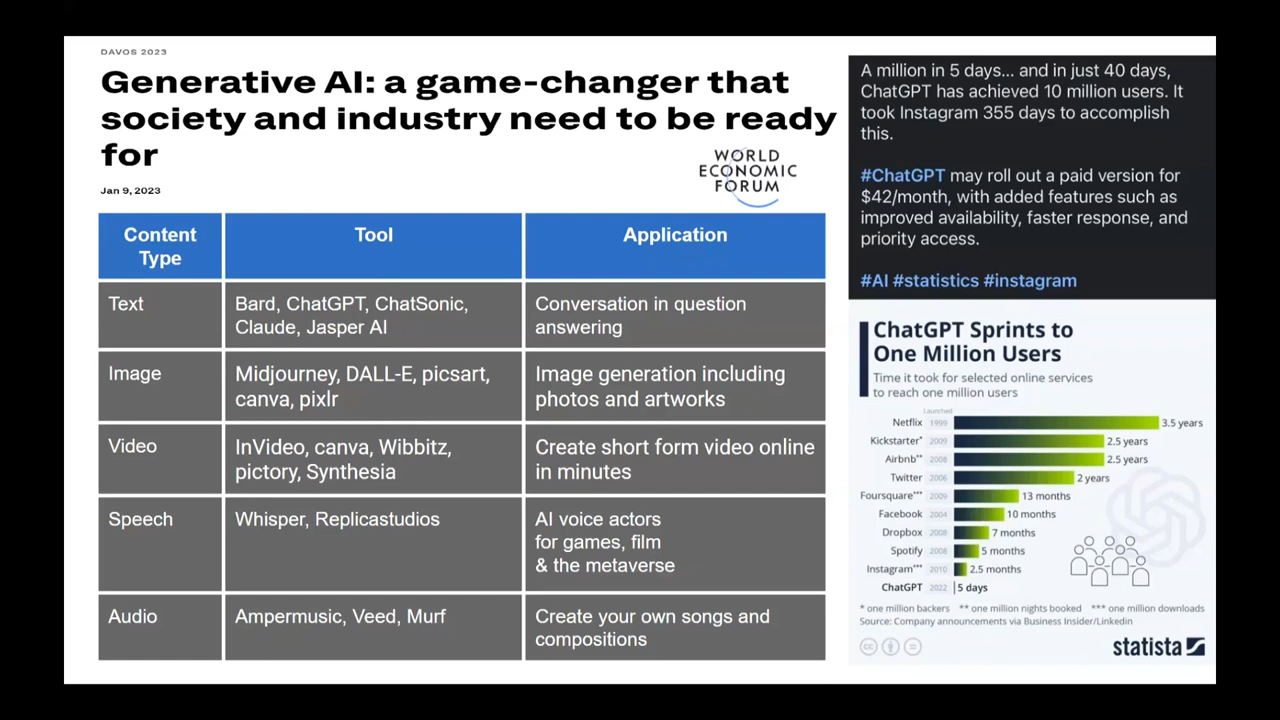 DAVOS 2023
Generative AI: a game-changer that
society and industry need to be ready
for
Jan 9, 2023
WORLD
ECONOMIC
FORUM
Content
Type
Tool
Application
Text
Bard, ChatGPT, ChatSonic,
Claude, Jasper AI
Conversation in question
answering
Image
Midjourney, DALL-E, picsart,
canva, pixlr
Image generation including
photos and artworks
Video
InVideo, canva, Wibbitz,
pictory, Synthesia
Create short form video online
in minutes
Speech
Whisper, Replicastudios
AI voice actors
for games, film
& the metaverse
Audio
Ampermusic, Veed, Murf
Create your own songs and
compositions
A million in 5 days... and in just 40 days,
ChatGPT has achieved 10 million users. It
took Instagram 355 days to accomplish
this.
#ChatGPT may roll out a paid version for
$42/month, with added features such as
improved availability, faster response, and
priority access.
#AI #statistics #instagram
ChatGPT Sprints to
One Million Users
Time it took for selected online services
to reach one million users
Launched
Netflix 1999 3.5 years
Kickstarter* 2009 2.5 years
Airbnb** 2008 2.5 years
Twitter 2006 2 years
Foursquare*** 2009 13 months
Facebook 2004 10 months
Dropbox 2008 7 months
Spotify 2008 5 months
Instagram*** 2010 2.5 months
ChatGPT 2022 5 days
* one million backers ** one million nights booked *** one million downloads
Source: Company announcements via Business Insider/Linkedin
cc
statista